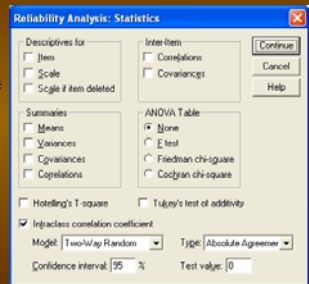 Reliability Analysis: Statistics
Descriptives for
Item
Scale
Scale if item deleted
Inter-Item
Correlations
Covariances
Continue
Cancel
Help
Summaries
Means
Variances
Covariances
Correlations
ANOVA Table
None
F test
Friedman chi-square
Cochran chi-square
Hotelling's T-square
Tukey's test of additivity
Intraclass correlation coefficient
Model: Two-Way Random
Type: Absolute Agreemer
Confidence interval: 95 %
Test value: 0